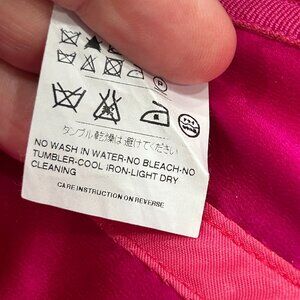 タンブル乾燥は避けてください
NO WASH IN WATER-NO BLEACH-NO
TUMBLER-COOL IRON-LIGHT DRY
CLEANING
CARE INSTRUCTION ON REVERSE